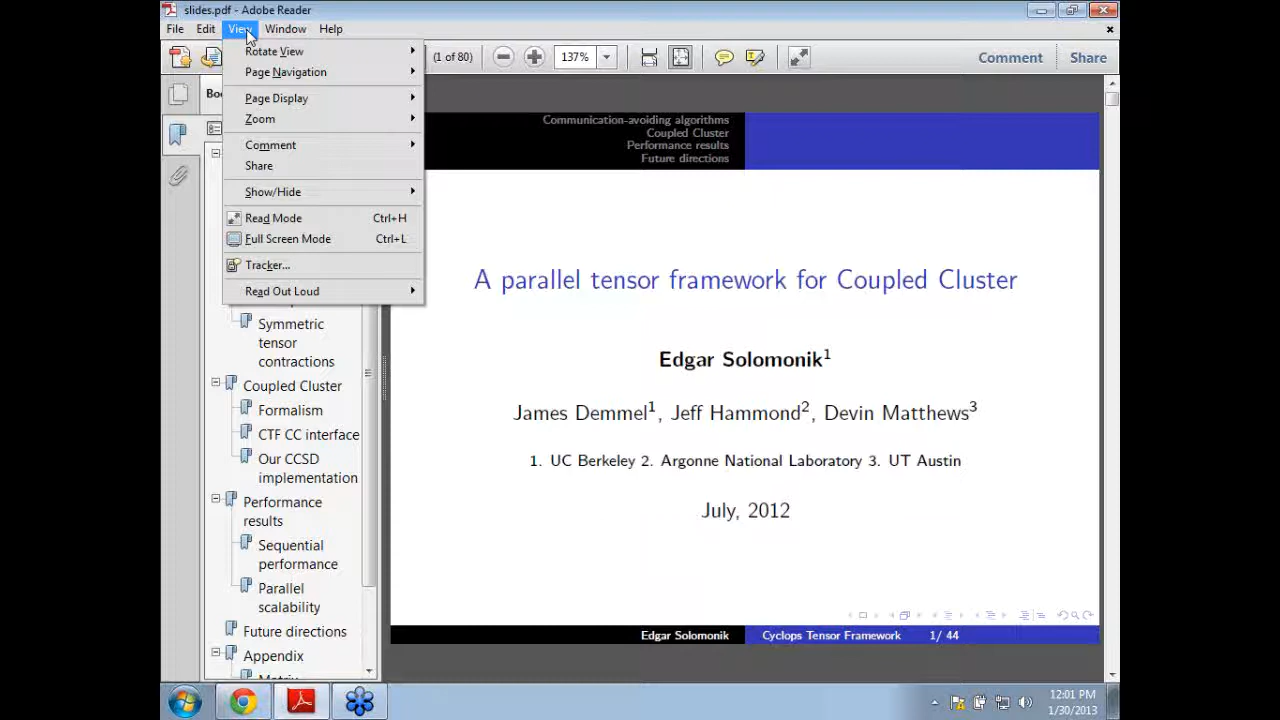 slides.pdf - Adobe Reader
File Edit View Window Help
(1 of 80) 137% Comment Share
Boo
Rotate View
Page Navigation
Page Display
Zoom
Comment
Share
Show/Hide
Read Mode Ctrl+H
Full Screen Mode Ctrl+L
Tracker...
Read Out Loud
Symmetric
tensor
contractions
Coupled Cluster
Formalism
CTF CC interface
Our CCSD
implementation
Performance
results
Sequential
performance
Parallel
scalability
Future directions
Appendix
Communication-avoiding algorithms
Coupled Cluster
Performance results
Future directions
A parallel tensor framework for Coupled Cluster
Edgar Solomonik1
James Demmel1, Jeff Hammond2, Devin Matthews3
1. UC Berkeley 2. Argonne National Laboratory 3. UT Austin
July, 2012
Edgar Solomonik Cyclops Tensor Framework 1/ 44
12:01 PM
1/30/2013